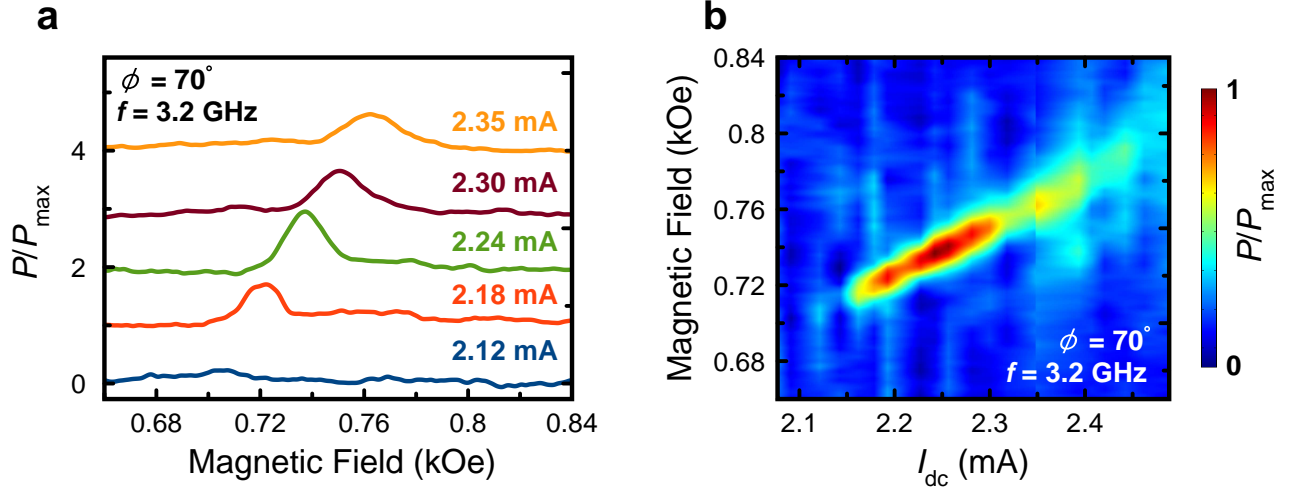 a
ϕ = 70°
f = 3.2 GHz
2.35 mA
2.30 mA
2.24 mA
2.18 mA
2.12 mA
4
2
0
P/Pmax
0.68
0.72
0.76
0.8
0.84
Magnetic Field (kOe)
b
0.84
0.8
0.76
0.72
0.68
Magnetic Field (kOe)
ϕ = 70°
f = 3.2 GHz
2.1
2.2
2.3
2.4
Idc (mA)
1
0
P/Pmax